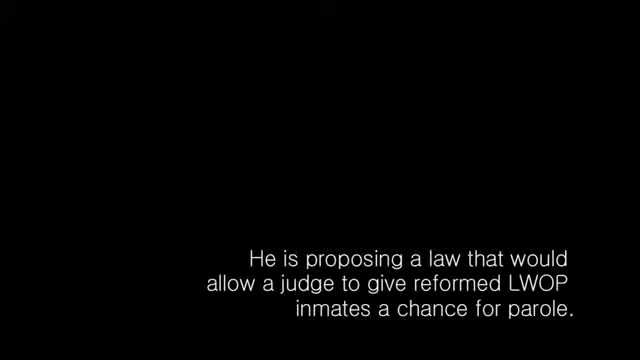 He is proposing a law that would
allow a judge to give reformed LWOP
inmates a chance for parole.